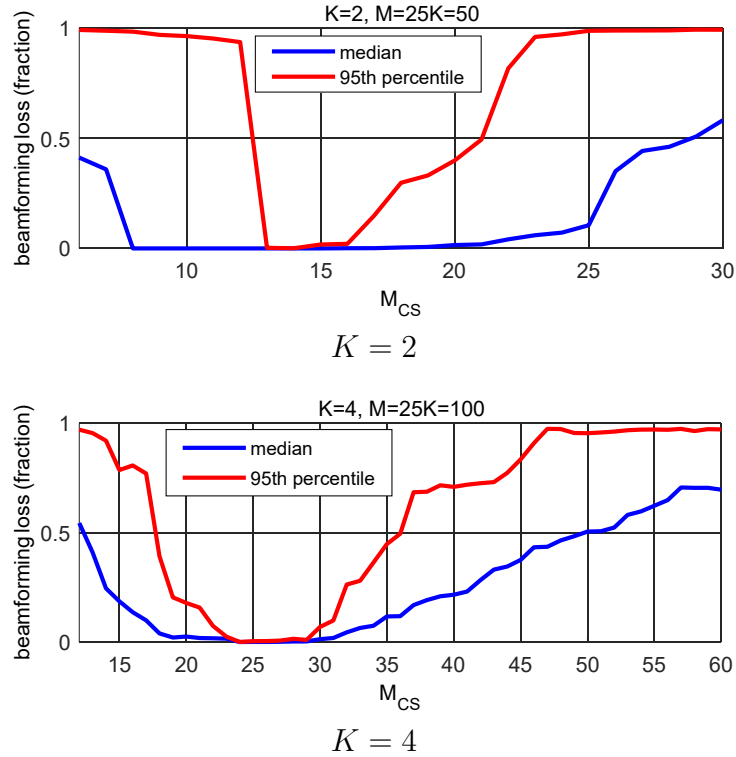 K=2, M=25K=50
beamforming loss (fraction)
1
0.5
0
median
95th percentile
10 15 20 25 30
M_CS
K = 2
K=4, M=25K=100
beamforming loss (fraction)
1
0.5
0
median
95th percentile
15 20 25 30 35 40 45 50 55 60
M_CS
K = 4